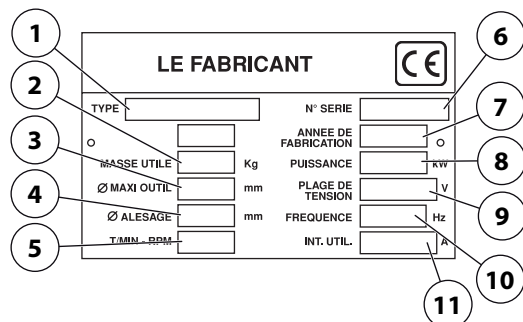 1
6
LE FABRICANT
CE
2
TYPE
N° SERIE
7
3
ANNEE DE
FABRICATION
MASSE UTILE Kg
PUISSANCE kW
8
Ø MAXI OUTIL mm
PLAGE DE
TENSION V
4
Ø ALESAGE mm
FREQUENCE Hz
9
5
T/MIN - RPM
INT. UTIL. A
10
11